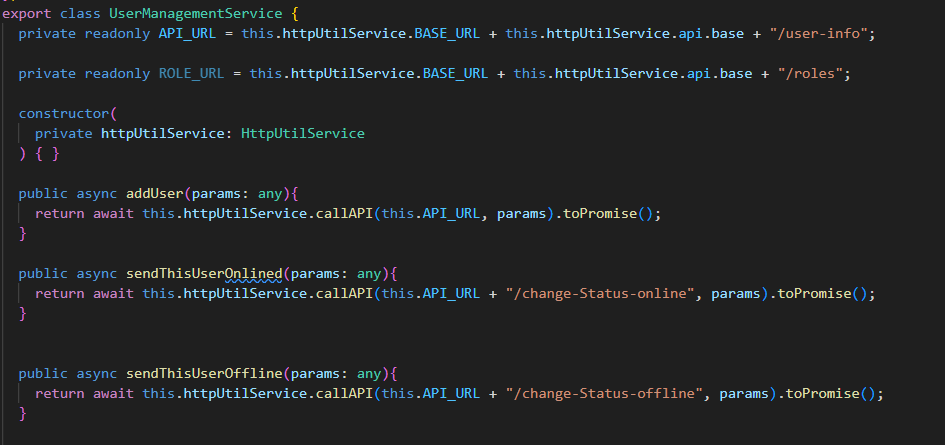 export class UserManagementService {
private readonly API_URL = this.httpUtilService.BASE_URL + this.httpUtilService.api.base + "/user-info";
private readonly ROLE_URL = this.httpUtilService.BASE_URL + this.httpUtilService.api.base + "/roles";
constructor(
private httpUtilService: HttpUtilService
) { }
public async addUser(params: any){
return await this.httpUtilService.callAPI(this.API_URL, params).toPromise();
}
public async sendThisUserOnlined(params: any){
return await this.httpUtilService.callAPI(this.API_URL + "/change-Status-online", params).toPromise();
}
public async sendThisUserOffline(params: any){
return await this.httpUtilService.callAPI(this.API_URL + "/change-Status-offline", params).toPromise();
}